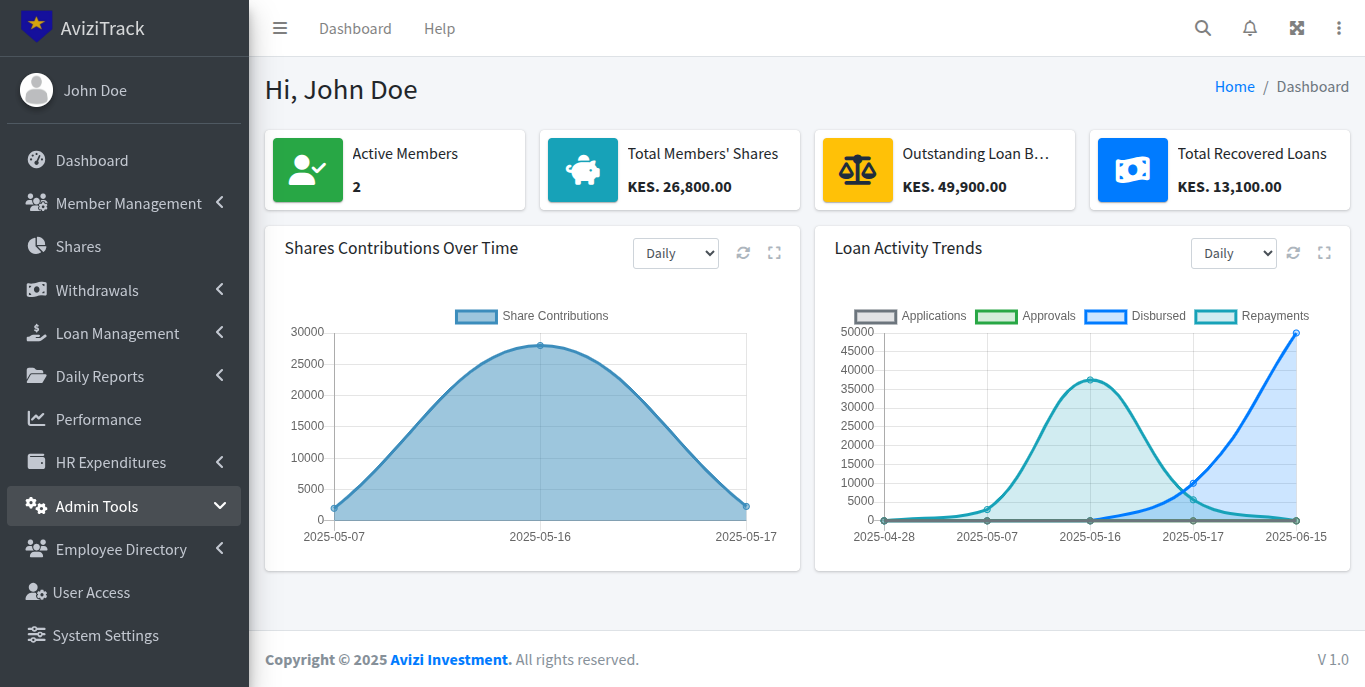 AviziTrack
John Doe
Dashboard
Member Management
Shares
Withdrawals
Loan Management
Daily Reports
Performance
HR Expenditures
Admin Tools
Employee Directory
User Access
System Settings
Dashboard Help
Hi, John Doe
Home / Dashboard
Active Members
2
Total Members' Shares
KES. 26,800.00
Outstanding Loan B...
KES. 49,900.00
Total Recovered Loans
KES. 13,100.00
Shares Contributions Over Time
Daily
Share Contributions
30000
25000
20000
15000
10000
5000
0
2025-05-07 2025-05-16 2025-05-17
Loan Activity Trends
Daily
Applications Approvals Disbursed Repayments
50000
45000
40000
35000
30000
25000
20000
15000
10000
5000
0
2025-04-28 2025-05-07 2025-05-16 2025-05-17 2025-06-15
Copyright © 2025 Avizi Investment. All rights reserved.
V 1.0